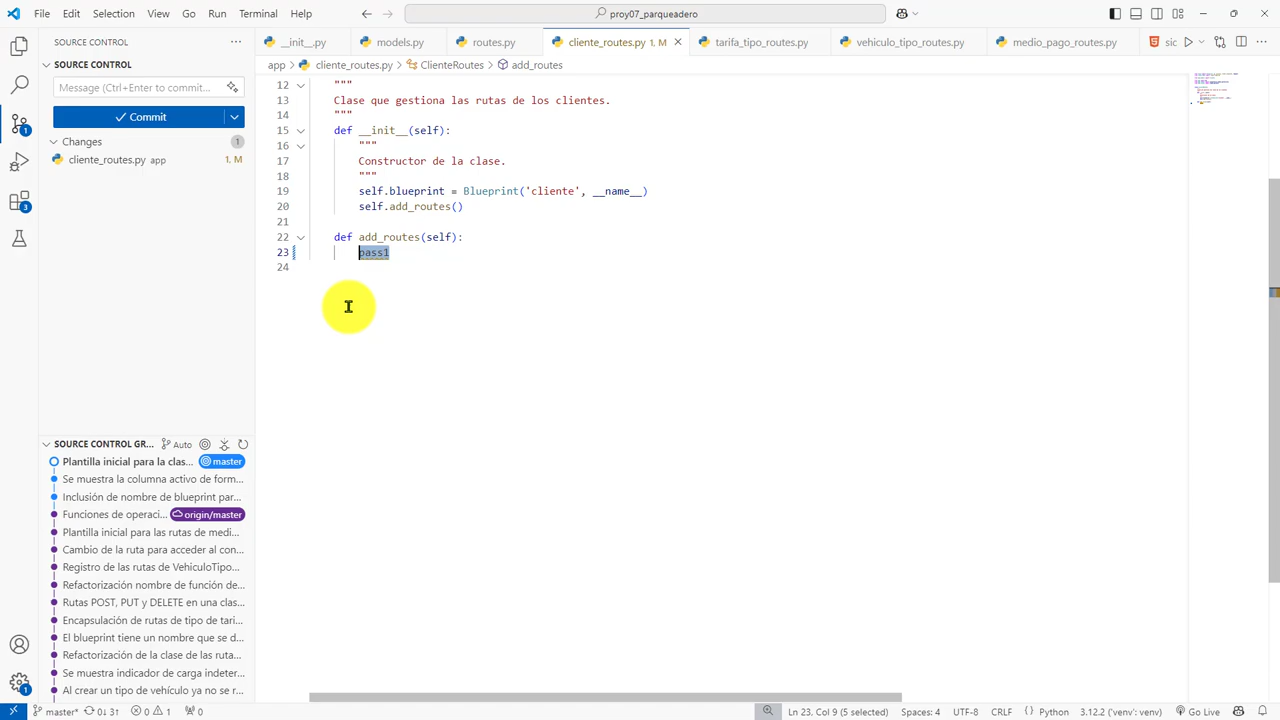 File Edit Selection View Go Run Terminal Help
proy07_parqueadero
SOURCE CONTROL
__init__.py
models.py
routes.py
cliente_routes.py 1, M
tarifa_tipo_routes.py
vehiculo_tipo_routes.py
medio_pago_routes.py
sic
SOURCE CONTROL
app > cliente_routes.py > ClienteRoutes > add_routes
Message (Ctrl+Enter to commit...
Commit
Changes 1
cliente_routes.py app 1, M
12 """
13 Clase que gestiona las rutas de los clientes.
14 """
15 def __init__(self):
16 """
17 Constructor de la clase.
18 """
19 self.blueprint = Blueprint('cliente', __name__)
20 self.add_routes()
21
22 def add_routes(self):
23 pass1
24
SOURCE CONTROL GR... Auto
Plantilla inicial para la clas... master
Se muestra la columna activo de form...
Inclusión de nombre de blueprint par...
Funciones de operaci... origin/master
Plantilla inicial para las rutas de medi...
Cambio de la ruta para acceder al con...
Registro de las rutas de VehiculoTipo...
Refactorización nombre de función de...
Rutas POST, PUT y DELETE en una clas...
Encapsulación de rutas de tipo de tari...
El blueprint tiene un nombre que se d...
Refactorización de la clase de las ruta...
Se muestra indicador de carga indeter...
Al crear un tipo de vehículo ya no se r...
master* 0↓ 3↑ 0 1 0
Ln 23, Col 9 (5 selected) Spaces: 4 UTF-8 CRLF { } Python 3.12.2 ('venv': venv) Go Live